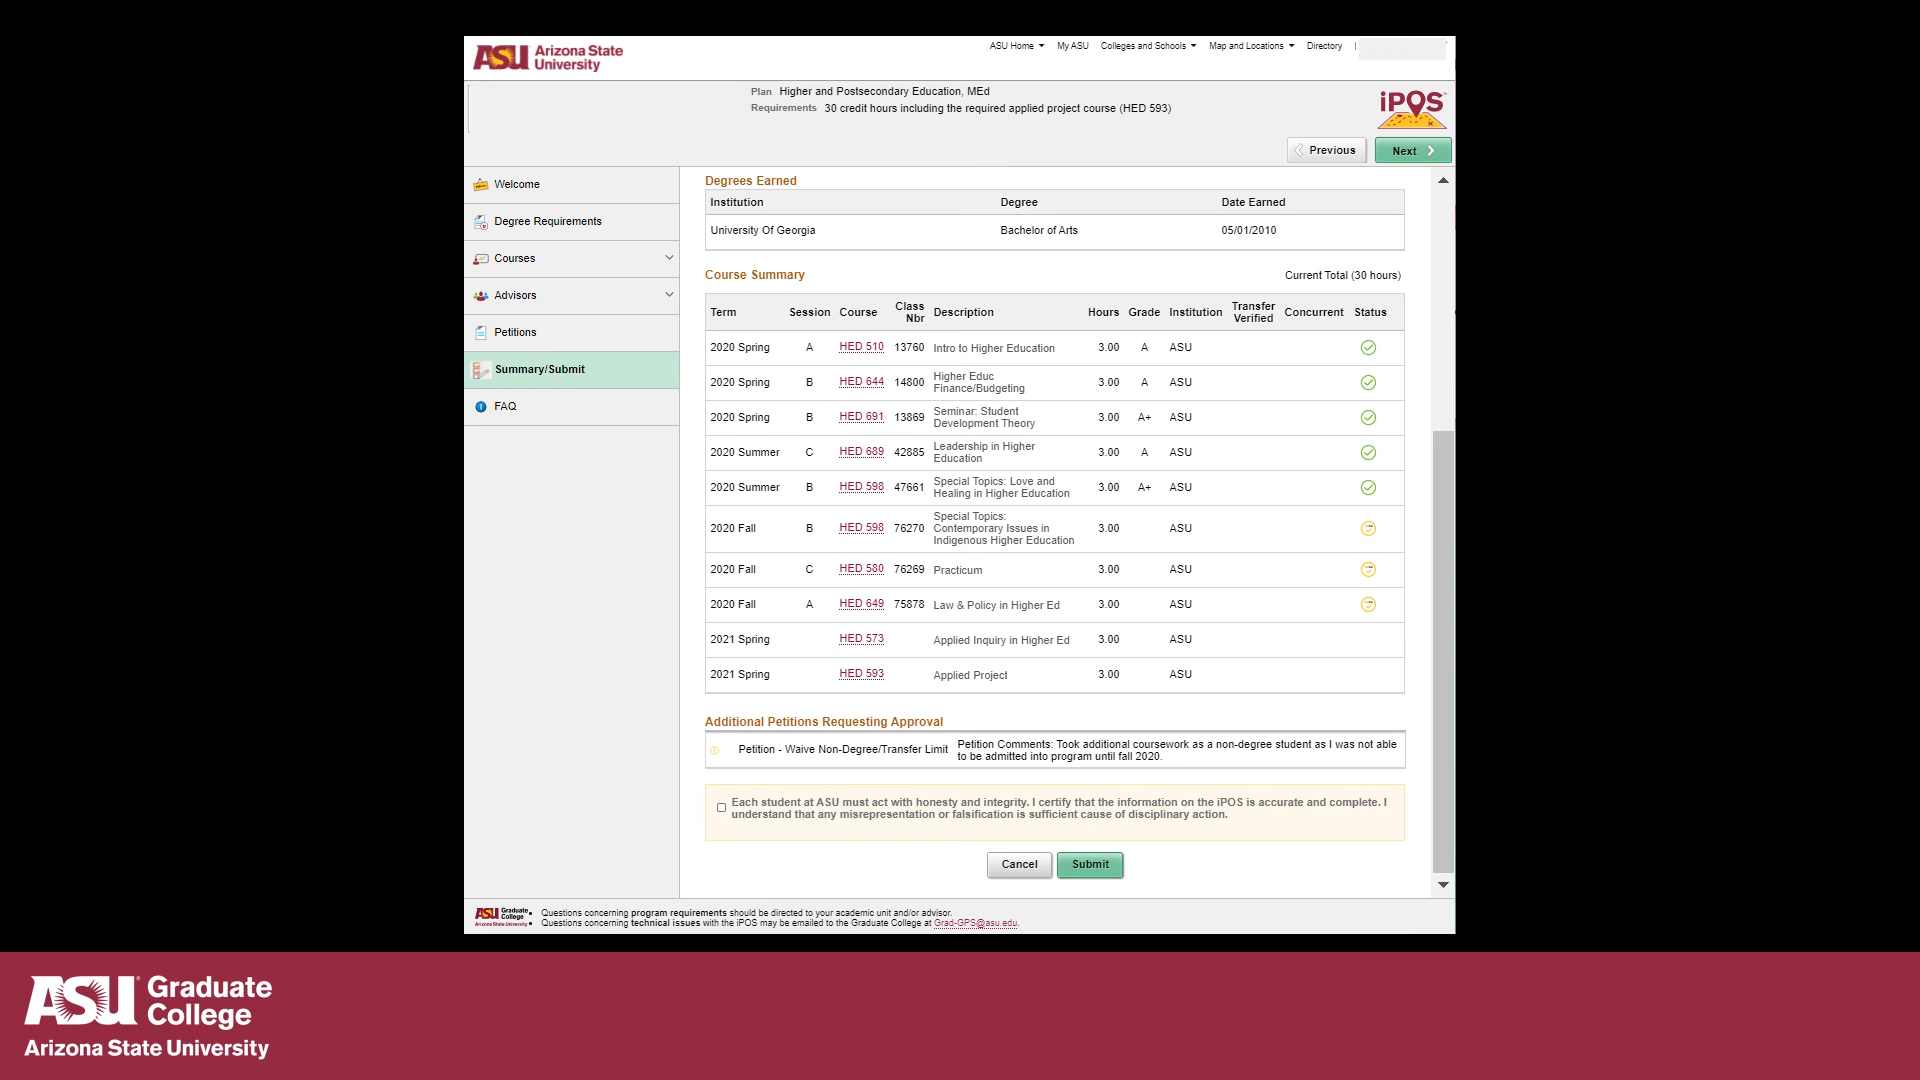 ASU Arizona State University
ASU Home My ASU Colleges and Schools Map and Locations Directory |
Plan Higher and Postsecondary Education, MEd
Requirements 30 credit hours including the required applied project course (HED 593)
iPOS
Previous Next
Welcome
Degree Requirements
Courses
Advisors
Petitions
Summary/Submit
FAQ
Degrees Earned
Institution Degree Date Earned
University Of Georgia Bachelor of Arts 05/01/2010
Course Summary Current Total (30 hours)
Term Session Course Class Nbr Description Hours Grade Institution Transfer Verified Concurrent Status
2020 Spring A HED 510 13760 Intro to Higher Education 3.00 A ASU
2020 Spring B HED 644 14800 Higher Educ Finance/Budgeting 3.00 A ASU
2020 Spring B HED 691 13869 Seminar: Student Development Theory 3.00 A+ ASU
2020 Summer C HED 689 42885 Leadership in Higher Education 3.00 A ASU
2020 Summer B HED 598 47661 Special Topics: Love and Healing in Higher Education 3.00 A+ ASU
2020 Fall B HED 598 76270 Special Topics: Contemporary Issues in Indigenous Higher Education 3.00 ASU
2020 Fall C HED 580 76269 Practicum 3.00 ASU
2020 Fall A HED 649 75878 Law & Policy in Higher Ed 3.00 ASU
2021 Spring HED 573 Applied Inquiry in Higher Ed 3.00 ASU
2021 Spring HED 593 Applied Project 3.00 ASU
Additional Petitions Requesting Approval
Petition - Waive Non-Degree/Transfer Limit Petition Comments: Took additional coursework as a non-degree student as I was not able
to be admitted into program until fall 2020.
Each student at ASU must act with honesty and integrity. I certify that the information on the iPOS is accurate and complete. I
understand that any misrepresentation or falsification is sufficient cause of disciplinary action.
Cancel Submit
ASU Graduate College Arizona State University
• Questions concerning program requirements should be directed to your academic unit and/or advisor.
• Questions concerning technical issues with the iPOS may be emailed to the Graduate College at Grad-GPS@asu.edu.
ASU Graduate
College
Arizona State University